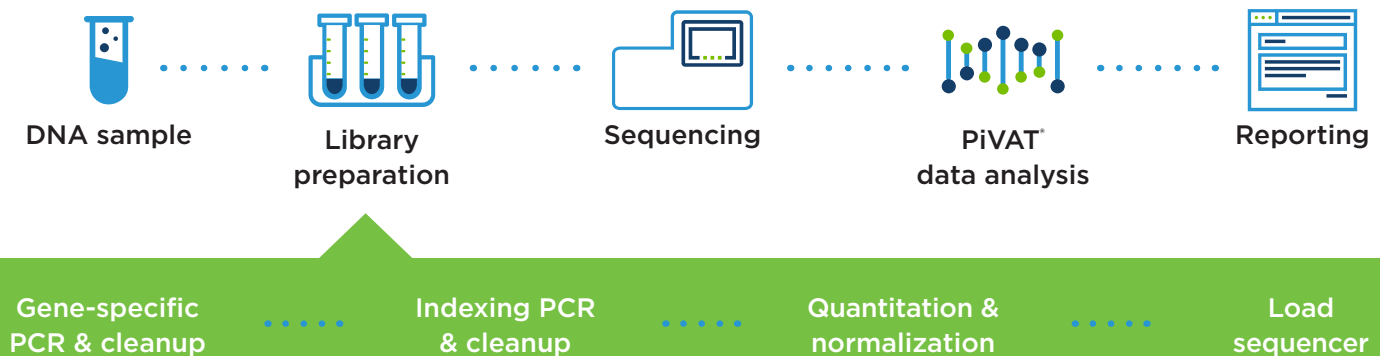 DNA sample
Library
preparation
Sequencing
PiVAT®
data analysis
Reporting
Gene-specific
PCR & cleanup
Indexing PCR
& cleanup
Quantitation &
normalization
Load
sequencer